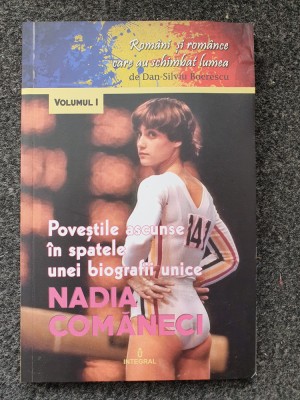 Români și românce
care au schimbat lumea
de Dan-Silviu Boerescu
VOLUMUL I
Poveștile ascunse
în spatele
unei biografii unice
NADIA
COMĂNECI
INTEGRAL